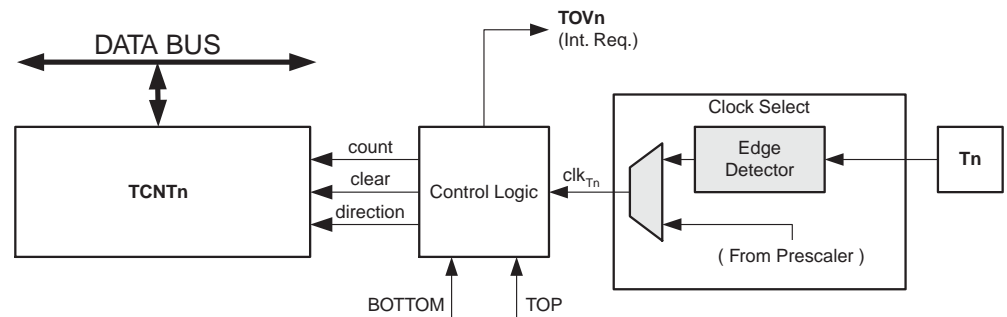 TOVn
(Int. Req.)
DATA BUS
Clock Select
count
Edge
Detector
Tn
TCNTn
clear
Control Logic
clkTn
direction
( From Prescaler )
BOTTOM
TOP